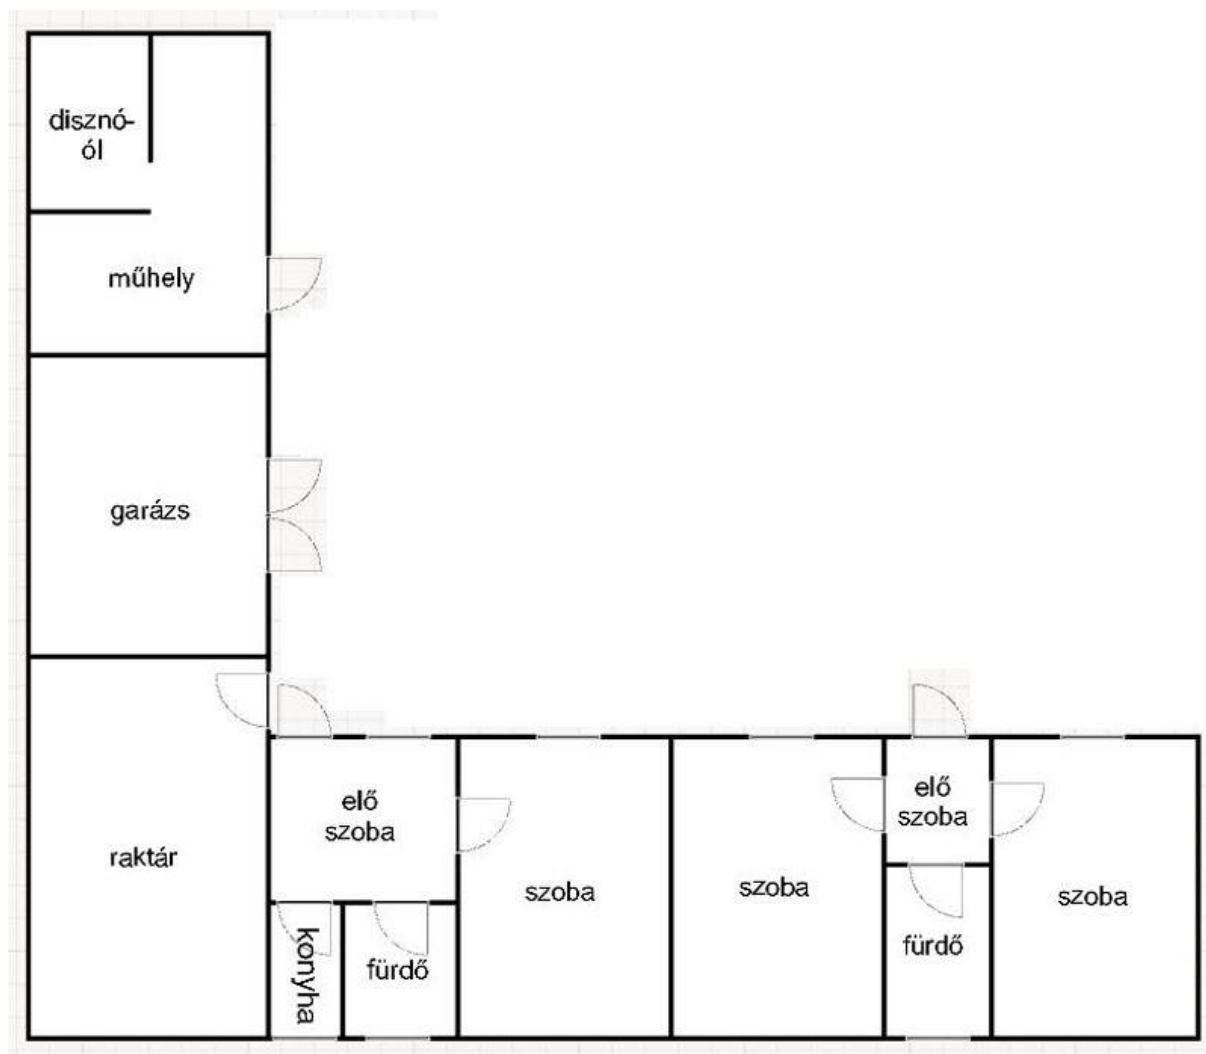 disznó-
ól
műhely
garázs
raktár
elő
szoba
konyha
fürdő
szoba
szoba
elő
szoba
fürdő
szoba